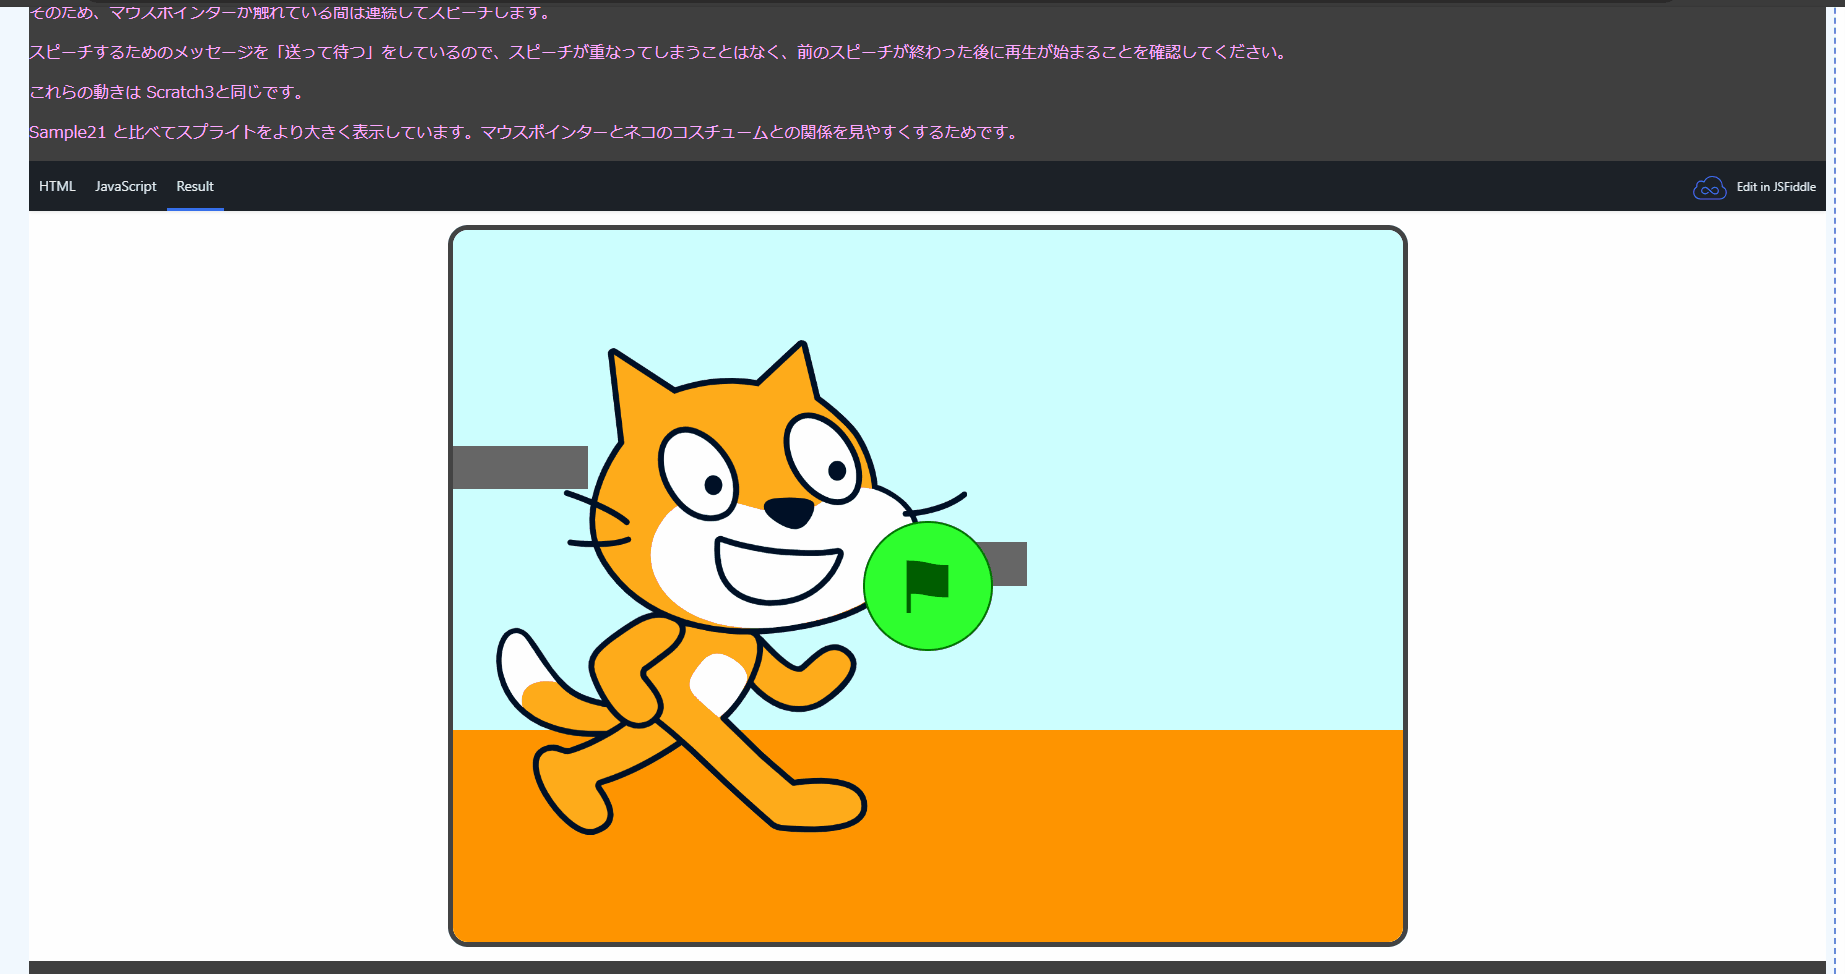 そのため、マウスポインターが触れている間は連続してスピーチします。
スピーチするためのメッセージを「送って待つ」をしているので、スピーチが重なってしまうことはなく、前のスピーチが終わった後に再生が始まることを確認してください。
これらの動きは Scratch3と同じです。
Sample21 と比べてスプライトをより大きく表示しています。マウスポインターとネコのコスチュームとの関係を見やすくするためです。
HTML JavaScript Result Edit in JSFiddle